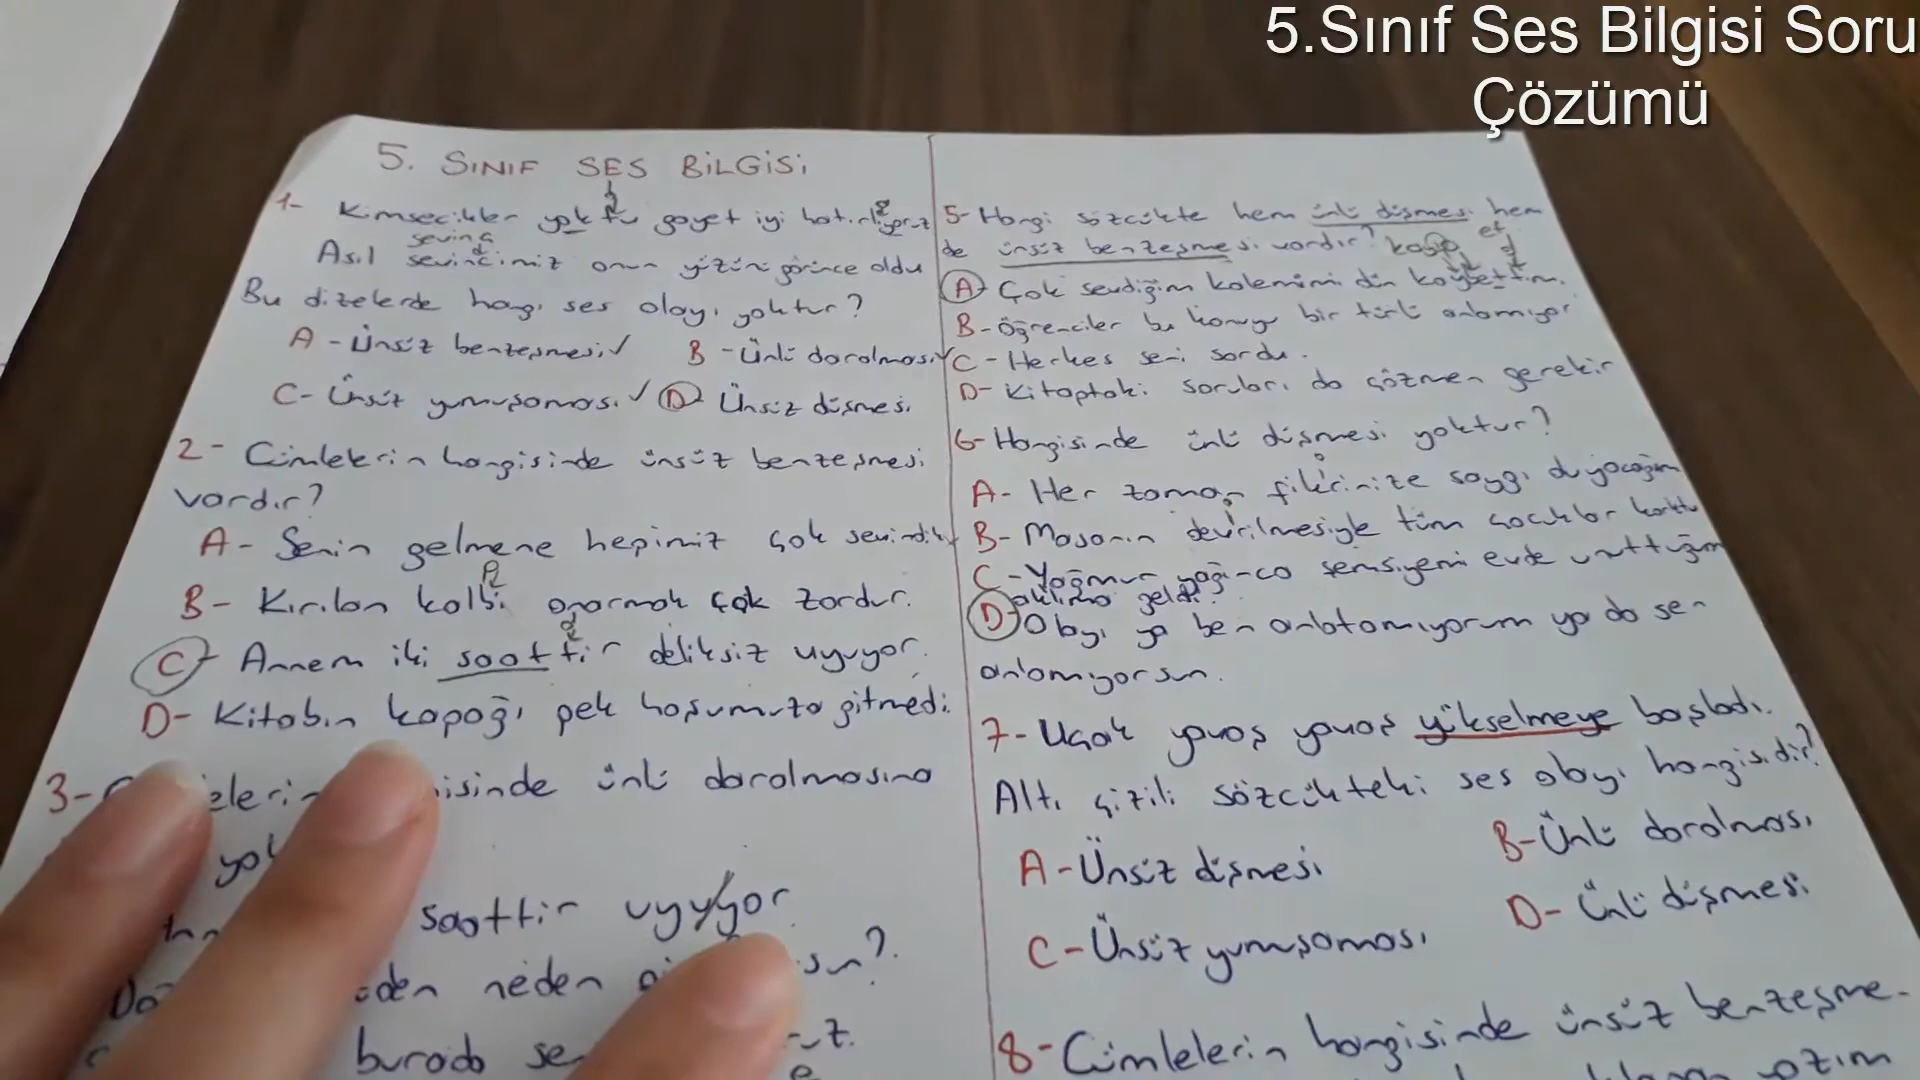 5.Sınıf Ses Bilgisi Soru
Çözümü
5. SINIF SES BİLGİSİ
1- Kimsecikler yoktu gayet iyi hatırlıyoruz
Asıl sevincimiz onun yüzünü görünce oldu
Bu dizelerde hangi ses olayı yoktur?
A - Ünsüz benzeşmesi ✓ B - Ünlü daralması ✓
C - Ünsüz yumuşaması ✓ D Ünsüz düşmesi
2- Cümlelerin hangisinde ünsüz benzeşmesi
vardır?
A- Senin gelmene hepimiz çok sevindik
B- Kırılan kalbi onarmak çok zordur.
C- Annem iki saattir deliksiz uyuyor.
D- Kitabın kapağı pek hoşumuza gitmedi
3- isinde ünlü daralmasına
saattir uyuyor
neden
burada
5- Hangi sözcükte hem ünlü düşmesi hem
de ünsüz benzeşmesi vardır?
A Çok sevdiğim kalemimi dün kaybettim.
B- Öğrenciler bu konuyu bir türlü anlamıyor
C - Herkes seni sordu.
D- Kitaptaki soruları da çözmen gerekir
6- Hangisinde ünlü düşmesi yoktur?
A- Her zaman fikrinize saygı duyacağım
B- Masanın devrilmesiyle tüm çocuklar korktu
C - Yağmur yağınca şemsiyemi evde unuttuğum
aklıma geldi.
D Olayı ya ben anlatamıyorum ya da sen
anlamıyorsun.
7- Uçak yavaş yavaş yükselmeye başladı.
Altı çizili sözcükteki ses olayı hangisidir?
A - Ünsüz düşmesi B- Ünlü daralması
C - Ünsüz yumuşaması D- Ünlü düşmesi
8- Cümlelerin hangisinde ünsüz benzeşme-